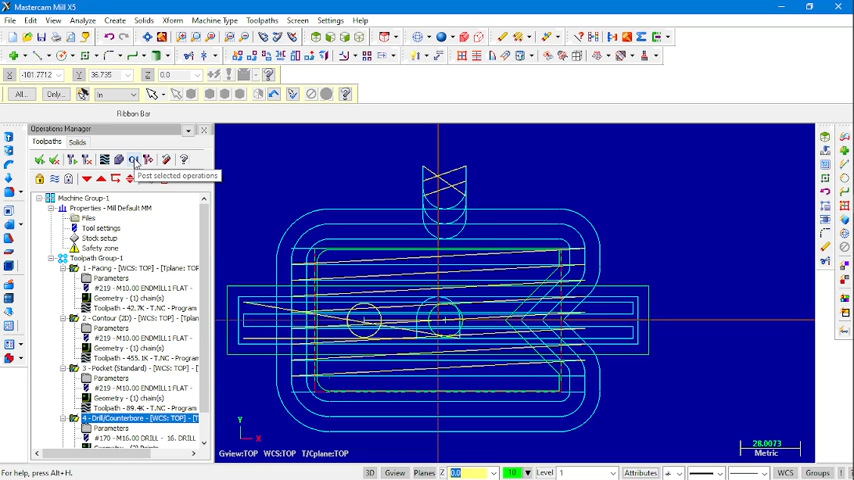 Mastercam Mill X5
File Edit View Analyze Create Solids Xform Machine Type Toolpaths Screen Settings Help
X -101.7712 Y 36.735 Z 0.0
All... Only... In
Ribbon Bar
Operations Manager
Toolpaths Solids
G1
Post selected operations
Machine Group-1
Properties - Mill Default MM
Files
Tool settings
Stock setup
Safety zone
Toolpath Group-1
1 - Facing - [WCS: TOP] - [Tplane: TOP
Parameters
#219 - M10.00 ENDMILL1 FLAT -
Geometry - (1) chain(s)
Toolpath - 42.7K - T.NC - Program
2 - Contour (2D) - [WCS: TOP] - [Tplan
Parameters
#219 - M10.00 ENDMILL1 FLAT -
Geometry - (1) chain(s)
Toolpath - 455.1K - T.NC - Program
3 - Pocket (Standard) - [WCS: TOP] -
Parameters
#219 - M10.00 ENDMILL1 FLAT -
Geometry - (1) chain(s)
Toolpath - 89.4K - T.NC - Program
4 - Drill/Counterbore - [WCS: TOP] - [T
Parameters
#170 - M16.00 DRILL - 16. DRILL
Y
X
Gview:TOP WCS:TOP T/Cplane:TOP
28.0073
Metric
For help, press Alt+H.
3D Gview Planes Z 0.0 10 Level 1 Attributes WCS Groups ! ?